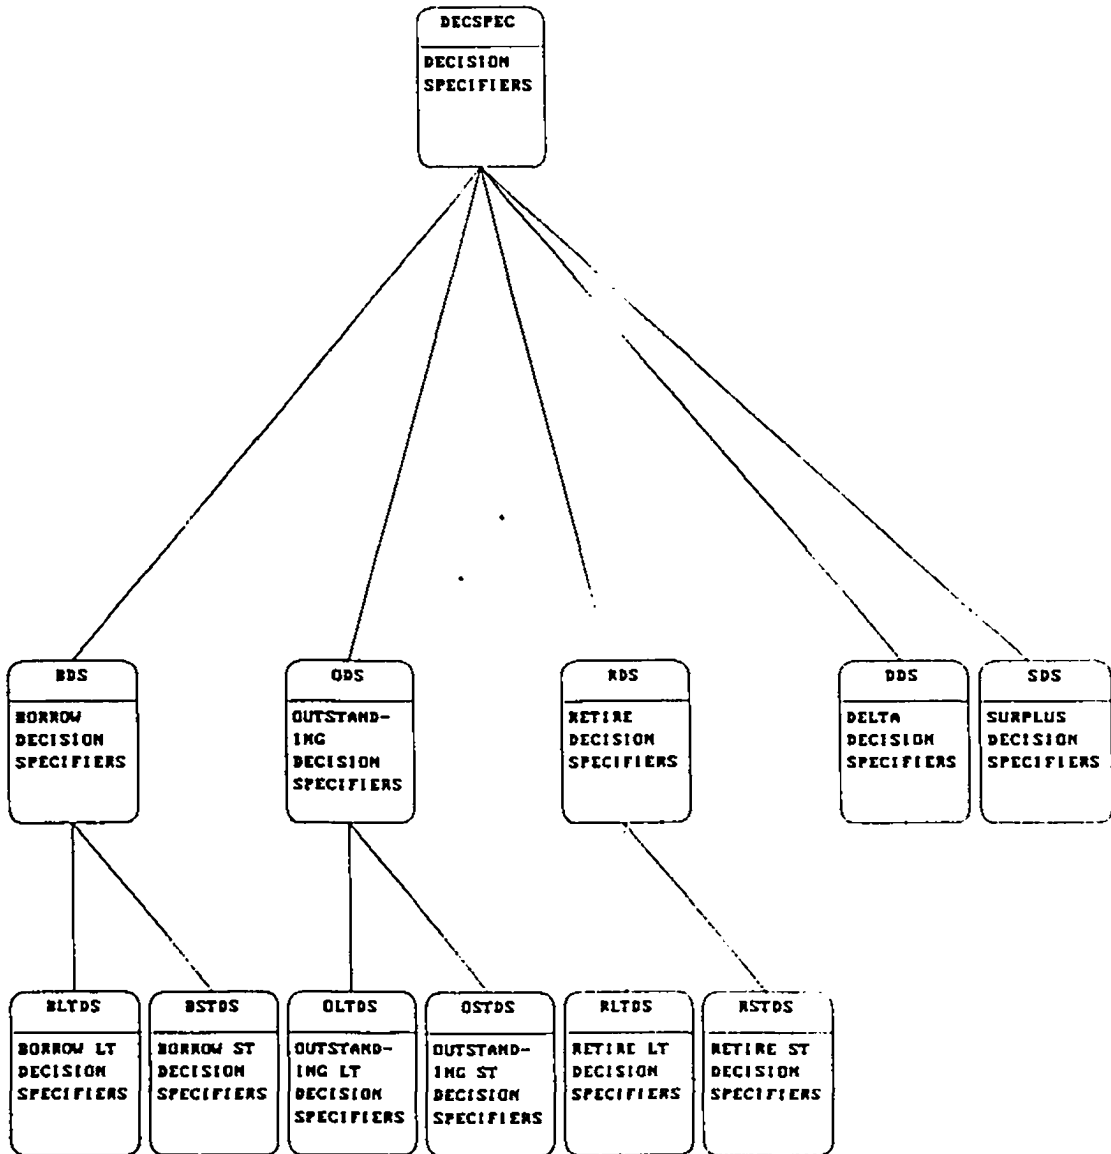 DECSPEC
DECISION
SPECIFIERS
BDS
BORROW
DECISION
SPECIFIERS
ODS
OUTSTAND-
ING
DECISION
SPECIFIERS
RDS
RETIRE
DECISION
SPECIFIERS
DDS
DELTA
DECISION
SPECIFIERS
SDS
SURPLUS
DECISION
SPECIFIERS
BLTDS
BORROW LT
DECISION
SPECIFIERS
BSTDS
BORROW ST
DECISION
SPECIFIERS
OLTDS
OUTSTAND-
ING LT
DECISION
SPECIFIERS
OSTDS
OUTSTAND-
ING ST
DECISION
SPECIFIERS
RLTDS
RETIRE LT
DECISION
SPECIFIERS
RSTDS
RETIRE ST
DECISION
SPECIFIERS